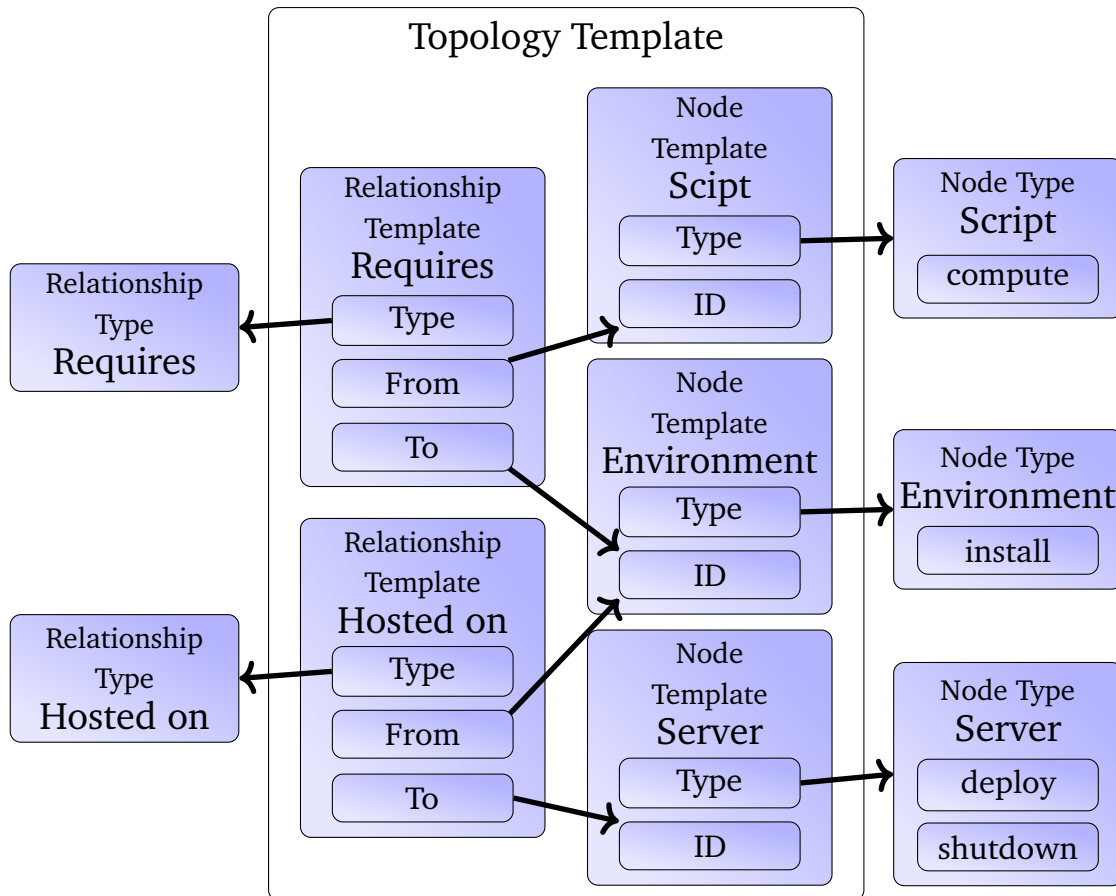 Topology Template
Relationship
Type
Requires
Relationship
Type
Hosted on
Relationship
Template
Requires
Type
From
To
Relationship
Template
Hosted on
Type
From
To
Node
Template
Scipt
Type
ID
Node
Template
Environment
Type
ID
Node
Template
Server
Type
ID
Node Type
Script
compute
Node Type
Environment
install
Node Type
Server
deploy
shutdown